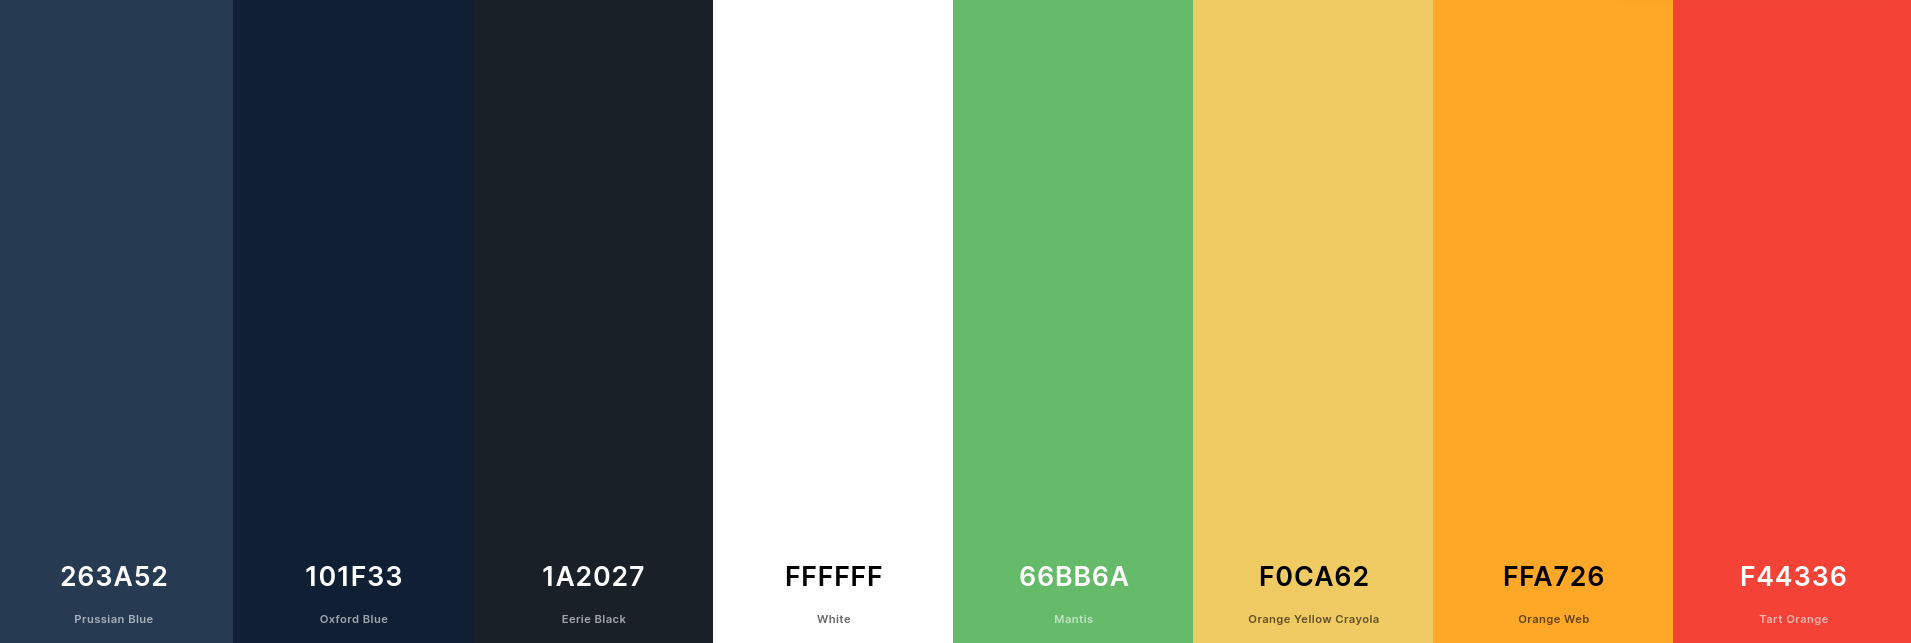 263A52
101F33
1A2027
FFFFFF
66BB6A
F0CA62
FFA726
F44336
Prussian Blue
Oxford Blue
Eerie Black
White
Mantis
Orange Yellow Crayola
Orange Web
Tart Orange